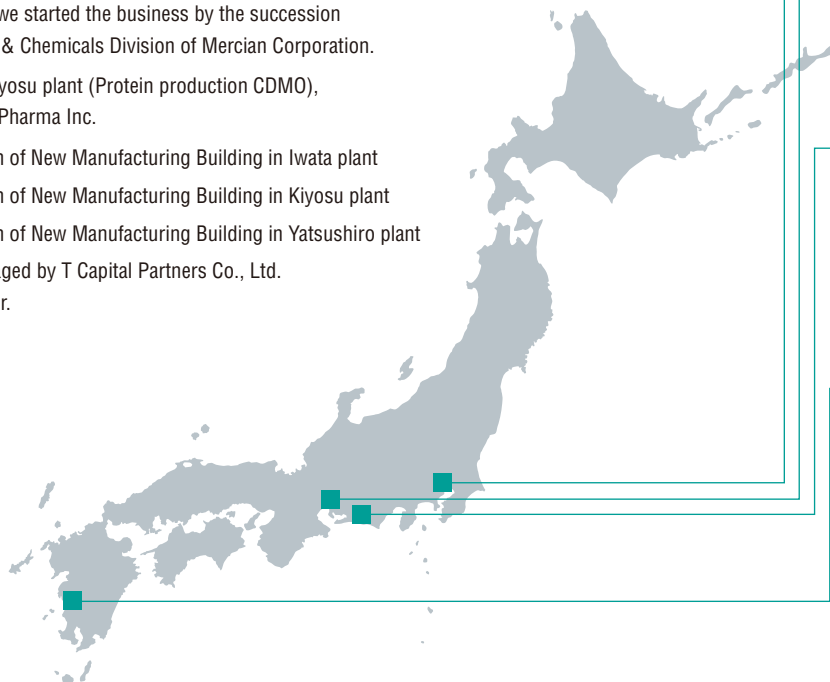 we started the business by the succession
& Chemicals Division of Mercian Corporation.
yosu plant (Protein production CDMO),
Pharma Inc.
n of New Manufacturing Building in Iwata plant
n of New Manufacturing Building in Kiyosu plant
n of New Manufacturing Building in Yatsushiro plant
aged by T Capital Partners Co., Ltd.
r.